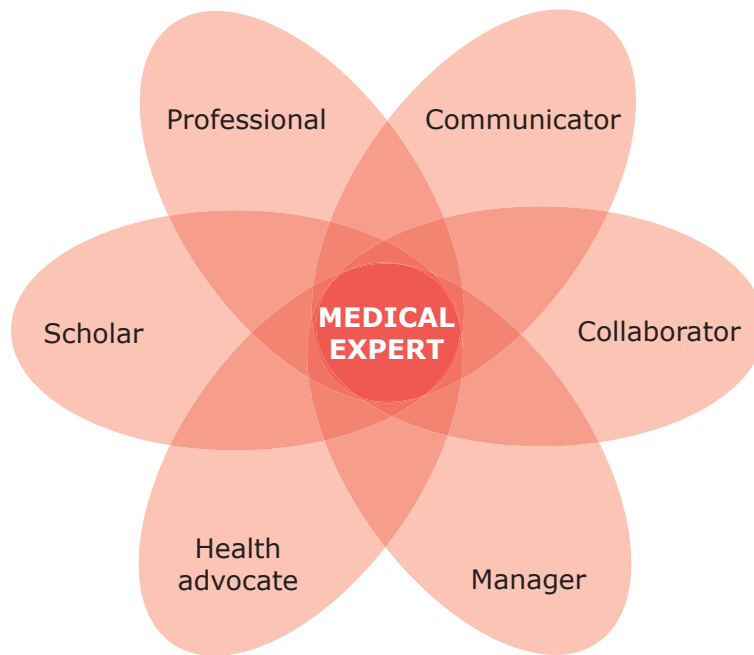 Professional
Communicator
Scholar
MEDICAL
EXPERT
Collaborator
Health
advocate
Manager